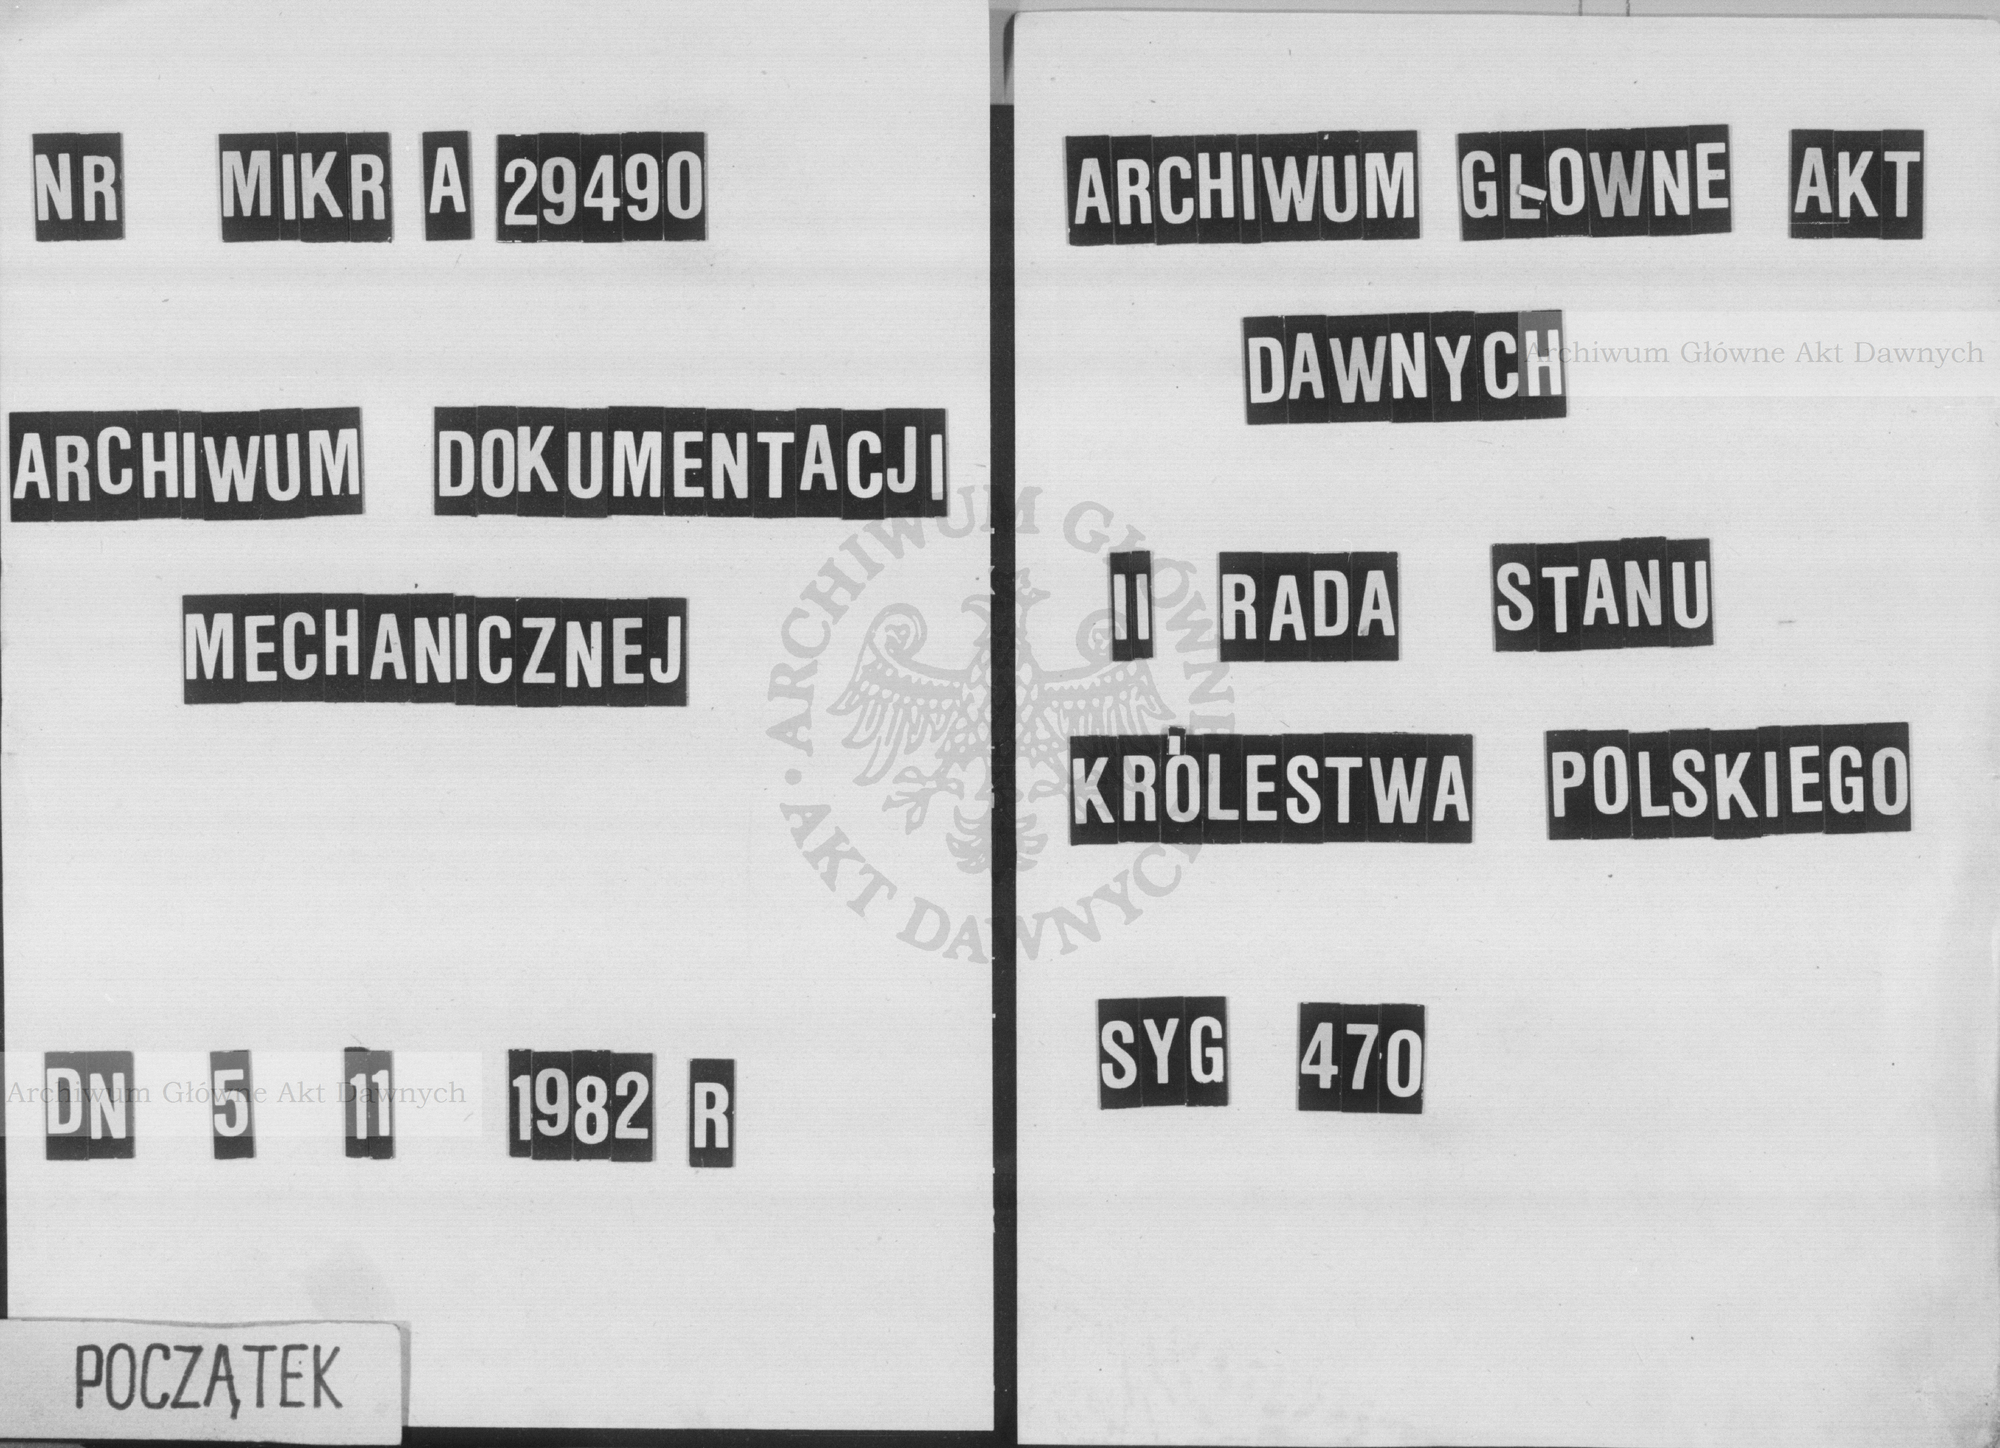 NR MIKR A 29490
ARCHIWUM DOKUMENTACJI
MECHANICZNEJ
DN 5 11 1982 R
POCZĄTEK
ARCHIWUM GŁOWNE AKT
DAWNYCH
II RADA STANU
KRÓLESTWA POLSKIEGO
SYG 470
Archiwum Główne Akt Dawnych
Archiwum Główne Akt Dawnych
ARCHIWUM GŁÓWNE · AKT DAWNYCH ·